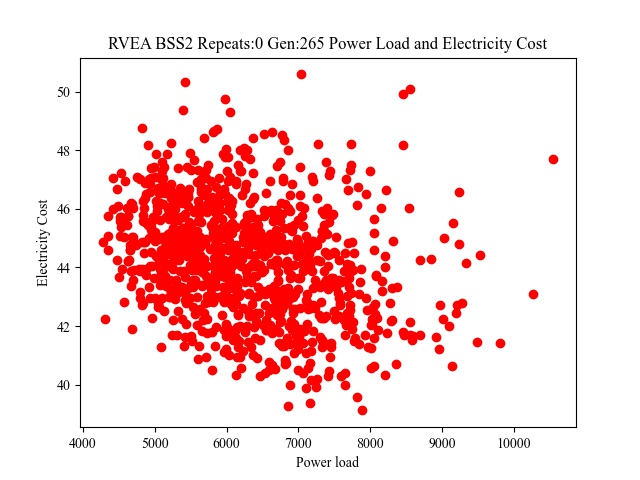 RVEA BSS2 Repeats:0 Gen:265 Power Load and Electricity Cost
50
48
46
44
42
40
Electricity Cost
4000 5000 6000 7000 8000 9000 10000
Power load